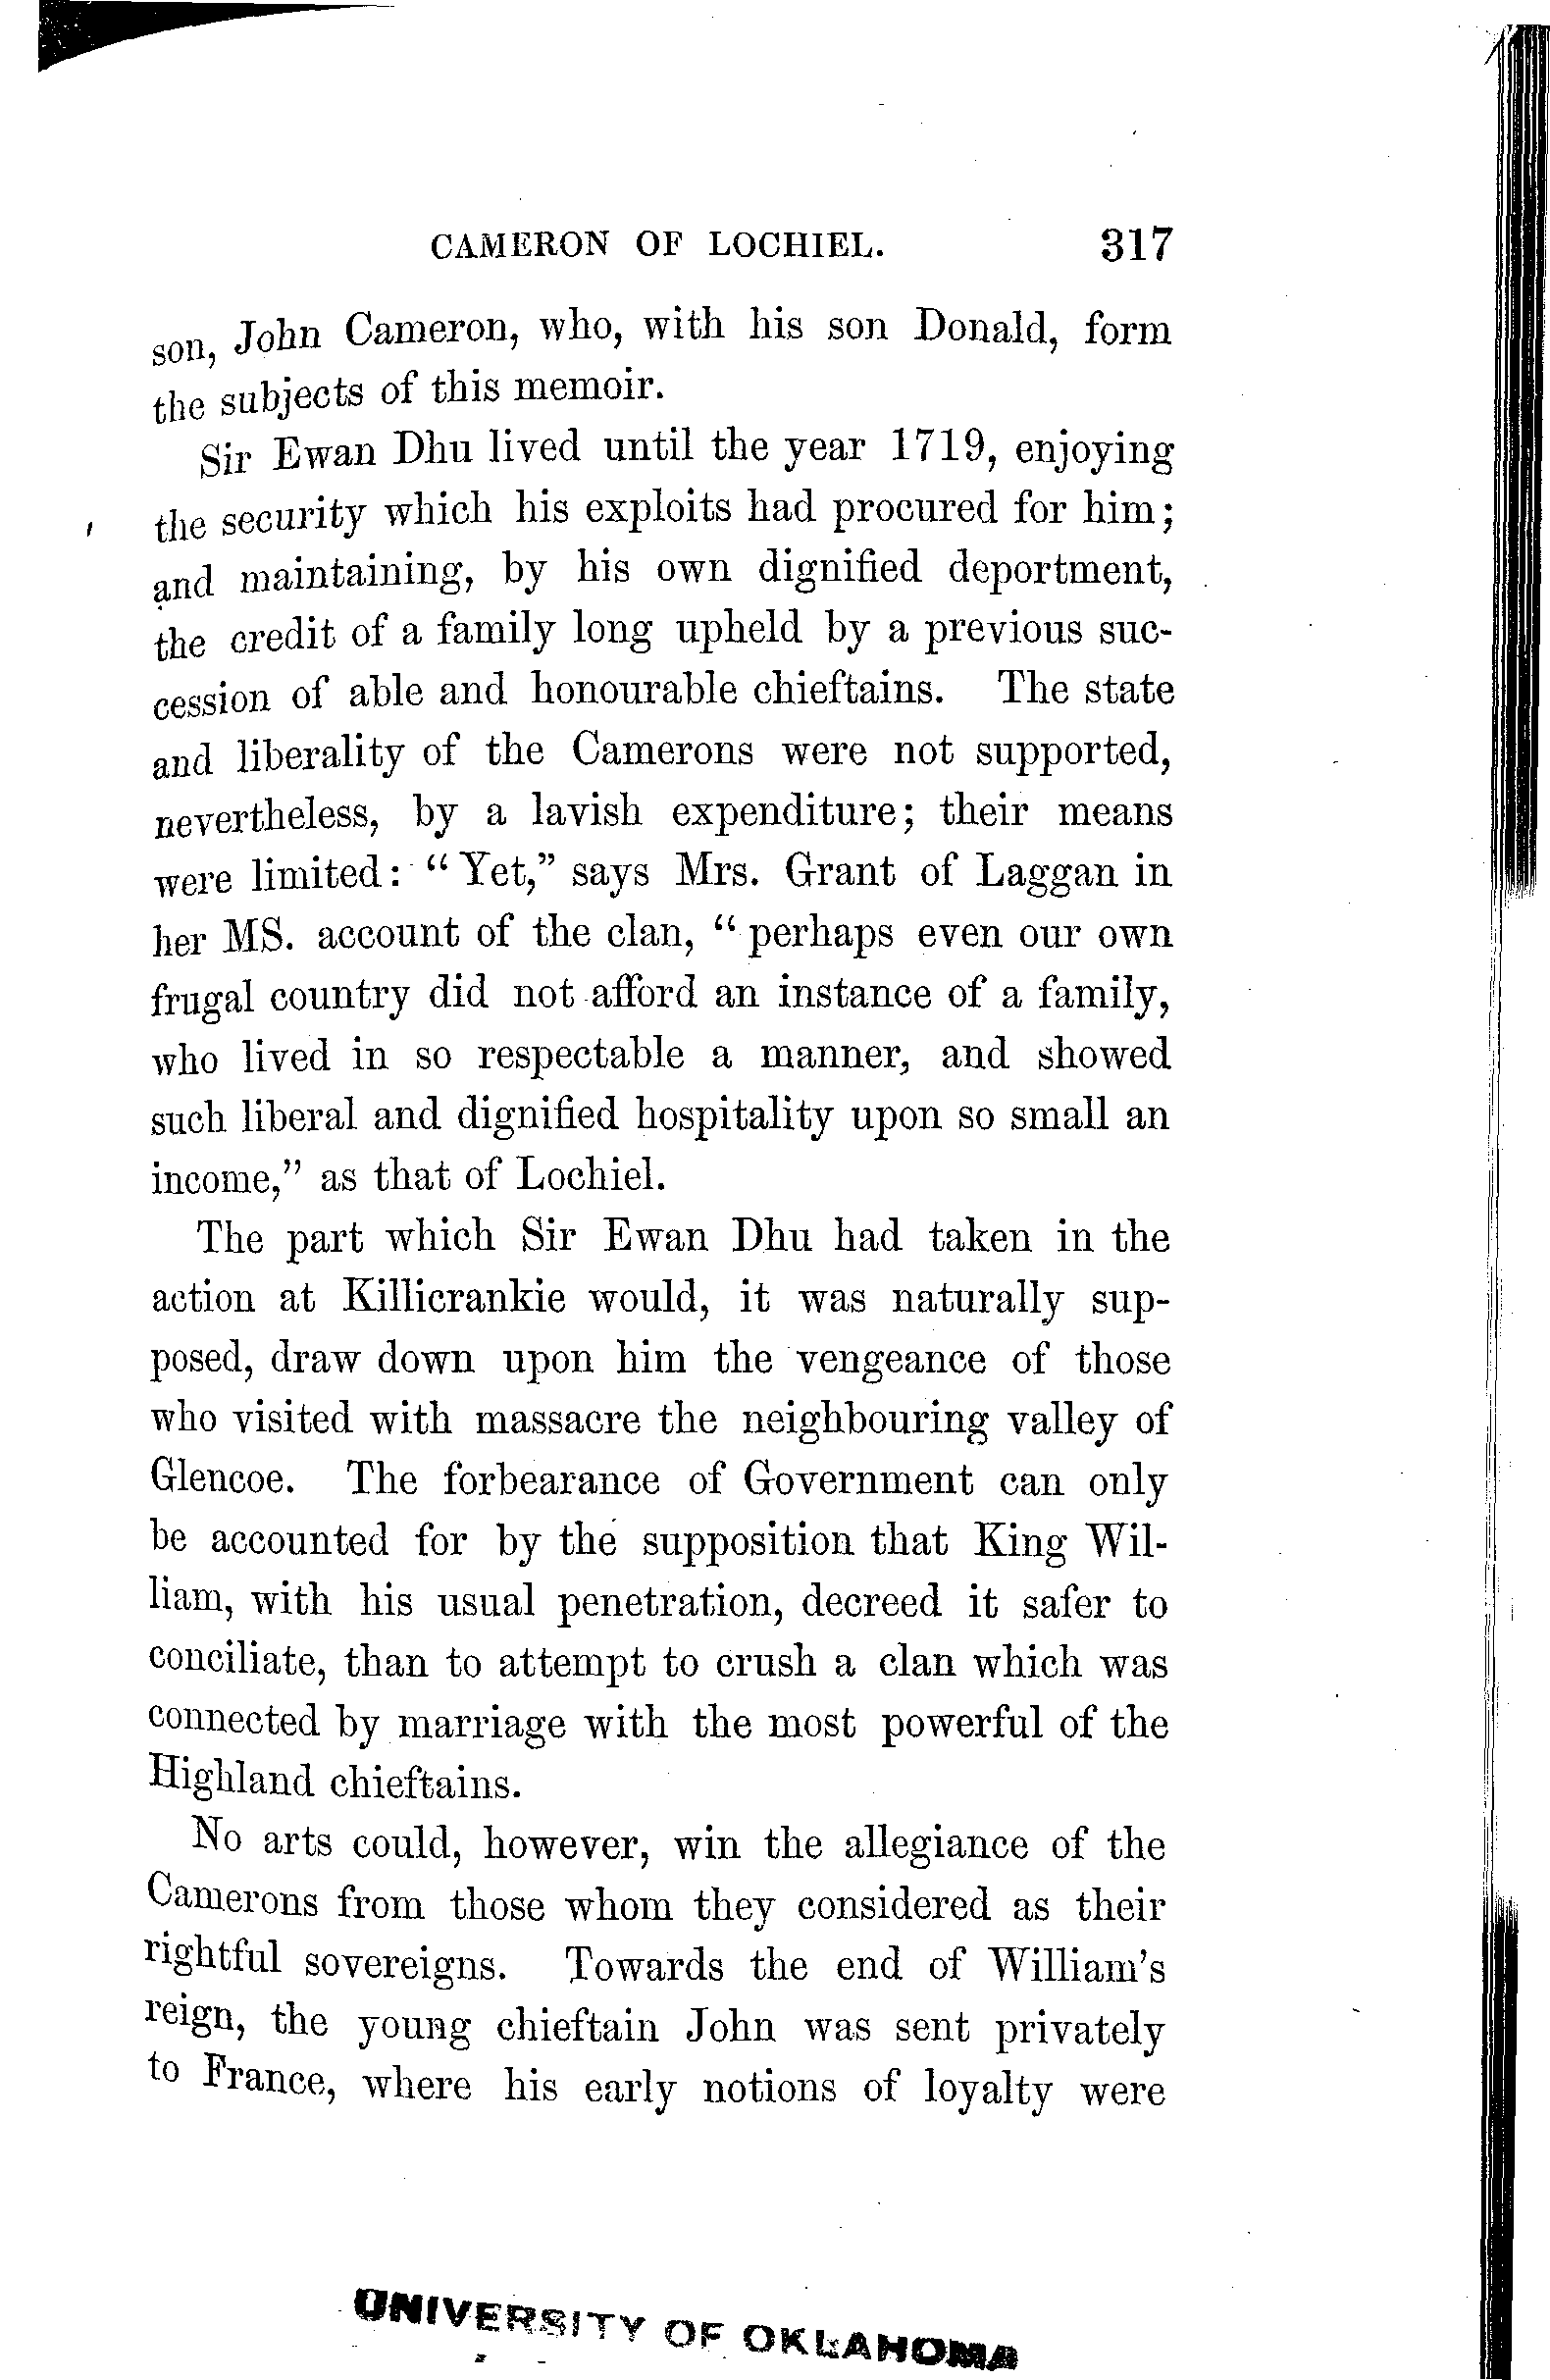 CAMERON OF LOCHIEL. 317
son, John Cameron, who, with his son Donald, form
the subjects of this memoir.
Sir Ewan Dhu lived until the year 1719, enjoying
the security which his exploits had procured for him;
and maintaining, by his own dignified deportment,
the credit of a family long upheld by a previous suc-
cession of able and honourable chieftains. The state
and liberality of the Camerons were not supported,
nevertheless, by a lavish expenditure; their means
were limited: “Yet,” says Mrs. Grant of Laggan in
her MS. account of the clan, “perhaps even our own
frugal country did not afford an instance of a family,
who lived in so respectable a manner, and showed
such liberal and dignified hospitality upon so small an
income,” as that of Lochiel.
The part which Sir Ewan Dhu had taken in the
action at Killicrankie would, it was naturally sup-
posed, draw down upon him the vengeance of those
who visited with massacre the neighbouring valley of
Glencoe. The forbearance of Government can only
be accounted for by the supposition that King Wil-
liam, with his usual penetration, decreed it safer to
conciliate, than to attempt to crush a clan which was
connected by marriage with the most powerful of the
Highland chieftains.
No arts could, however, win the allegiance of the
Camerons from those whom they considered as their
rightful sovereigns. Towards the end of William's
reign, the young chieftain John was sent privately
to France, where his early notions of loyalty were
UNIVERSITY OF OKLAHOMA